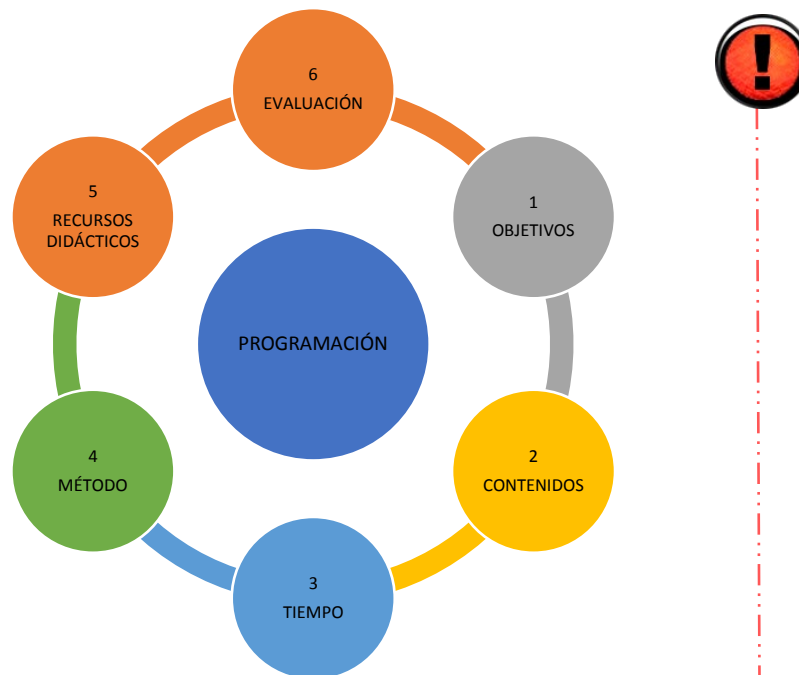 6
EVALUACIÓN
5
RECURSOS
DIDÁCTICOS
1
OBJETIVOS
PROGRAMACIÓN
4
MÉTODO
2
CONTENIDOS
3
TIEMPO
!